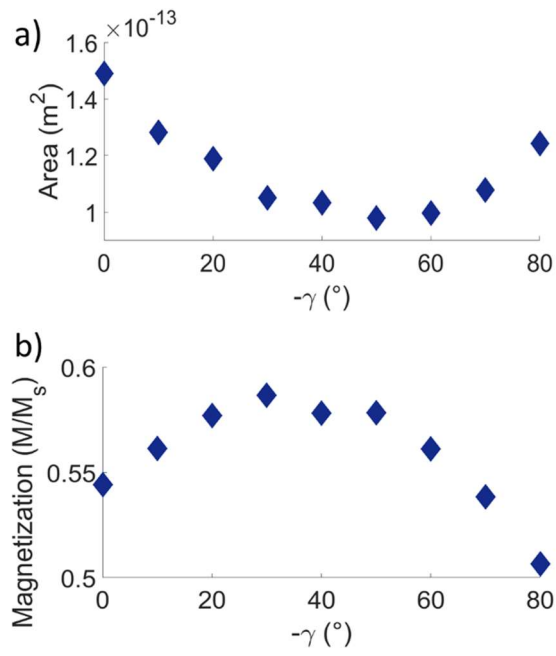 a)
×10⁻¹³
1.6
1.4
1.2
1
Area (m²)
0 20 40 60 80
-γ (°)
b)
0.6
0.55
0.5
Magnetization (M/Mₛ)
0 20 40 60 80
-γ (°)